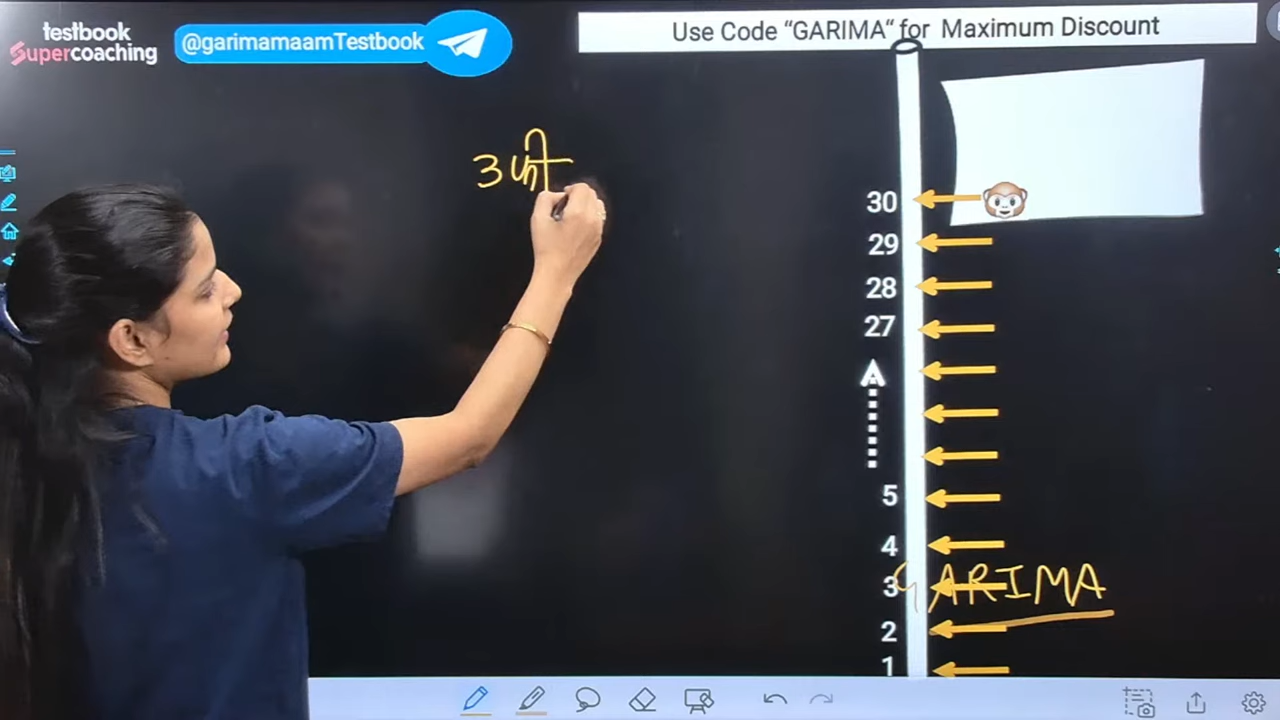 testbook
Supercoaching
@garimamaamTestbook
Use Code “GARIMA“ for Maximum Discount
3 फी
30
29
28
27
5
4
3
GARIMA
2
1